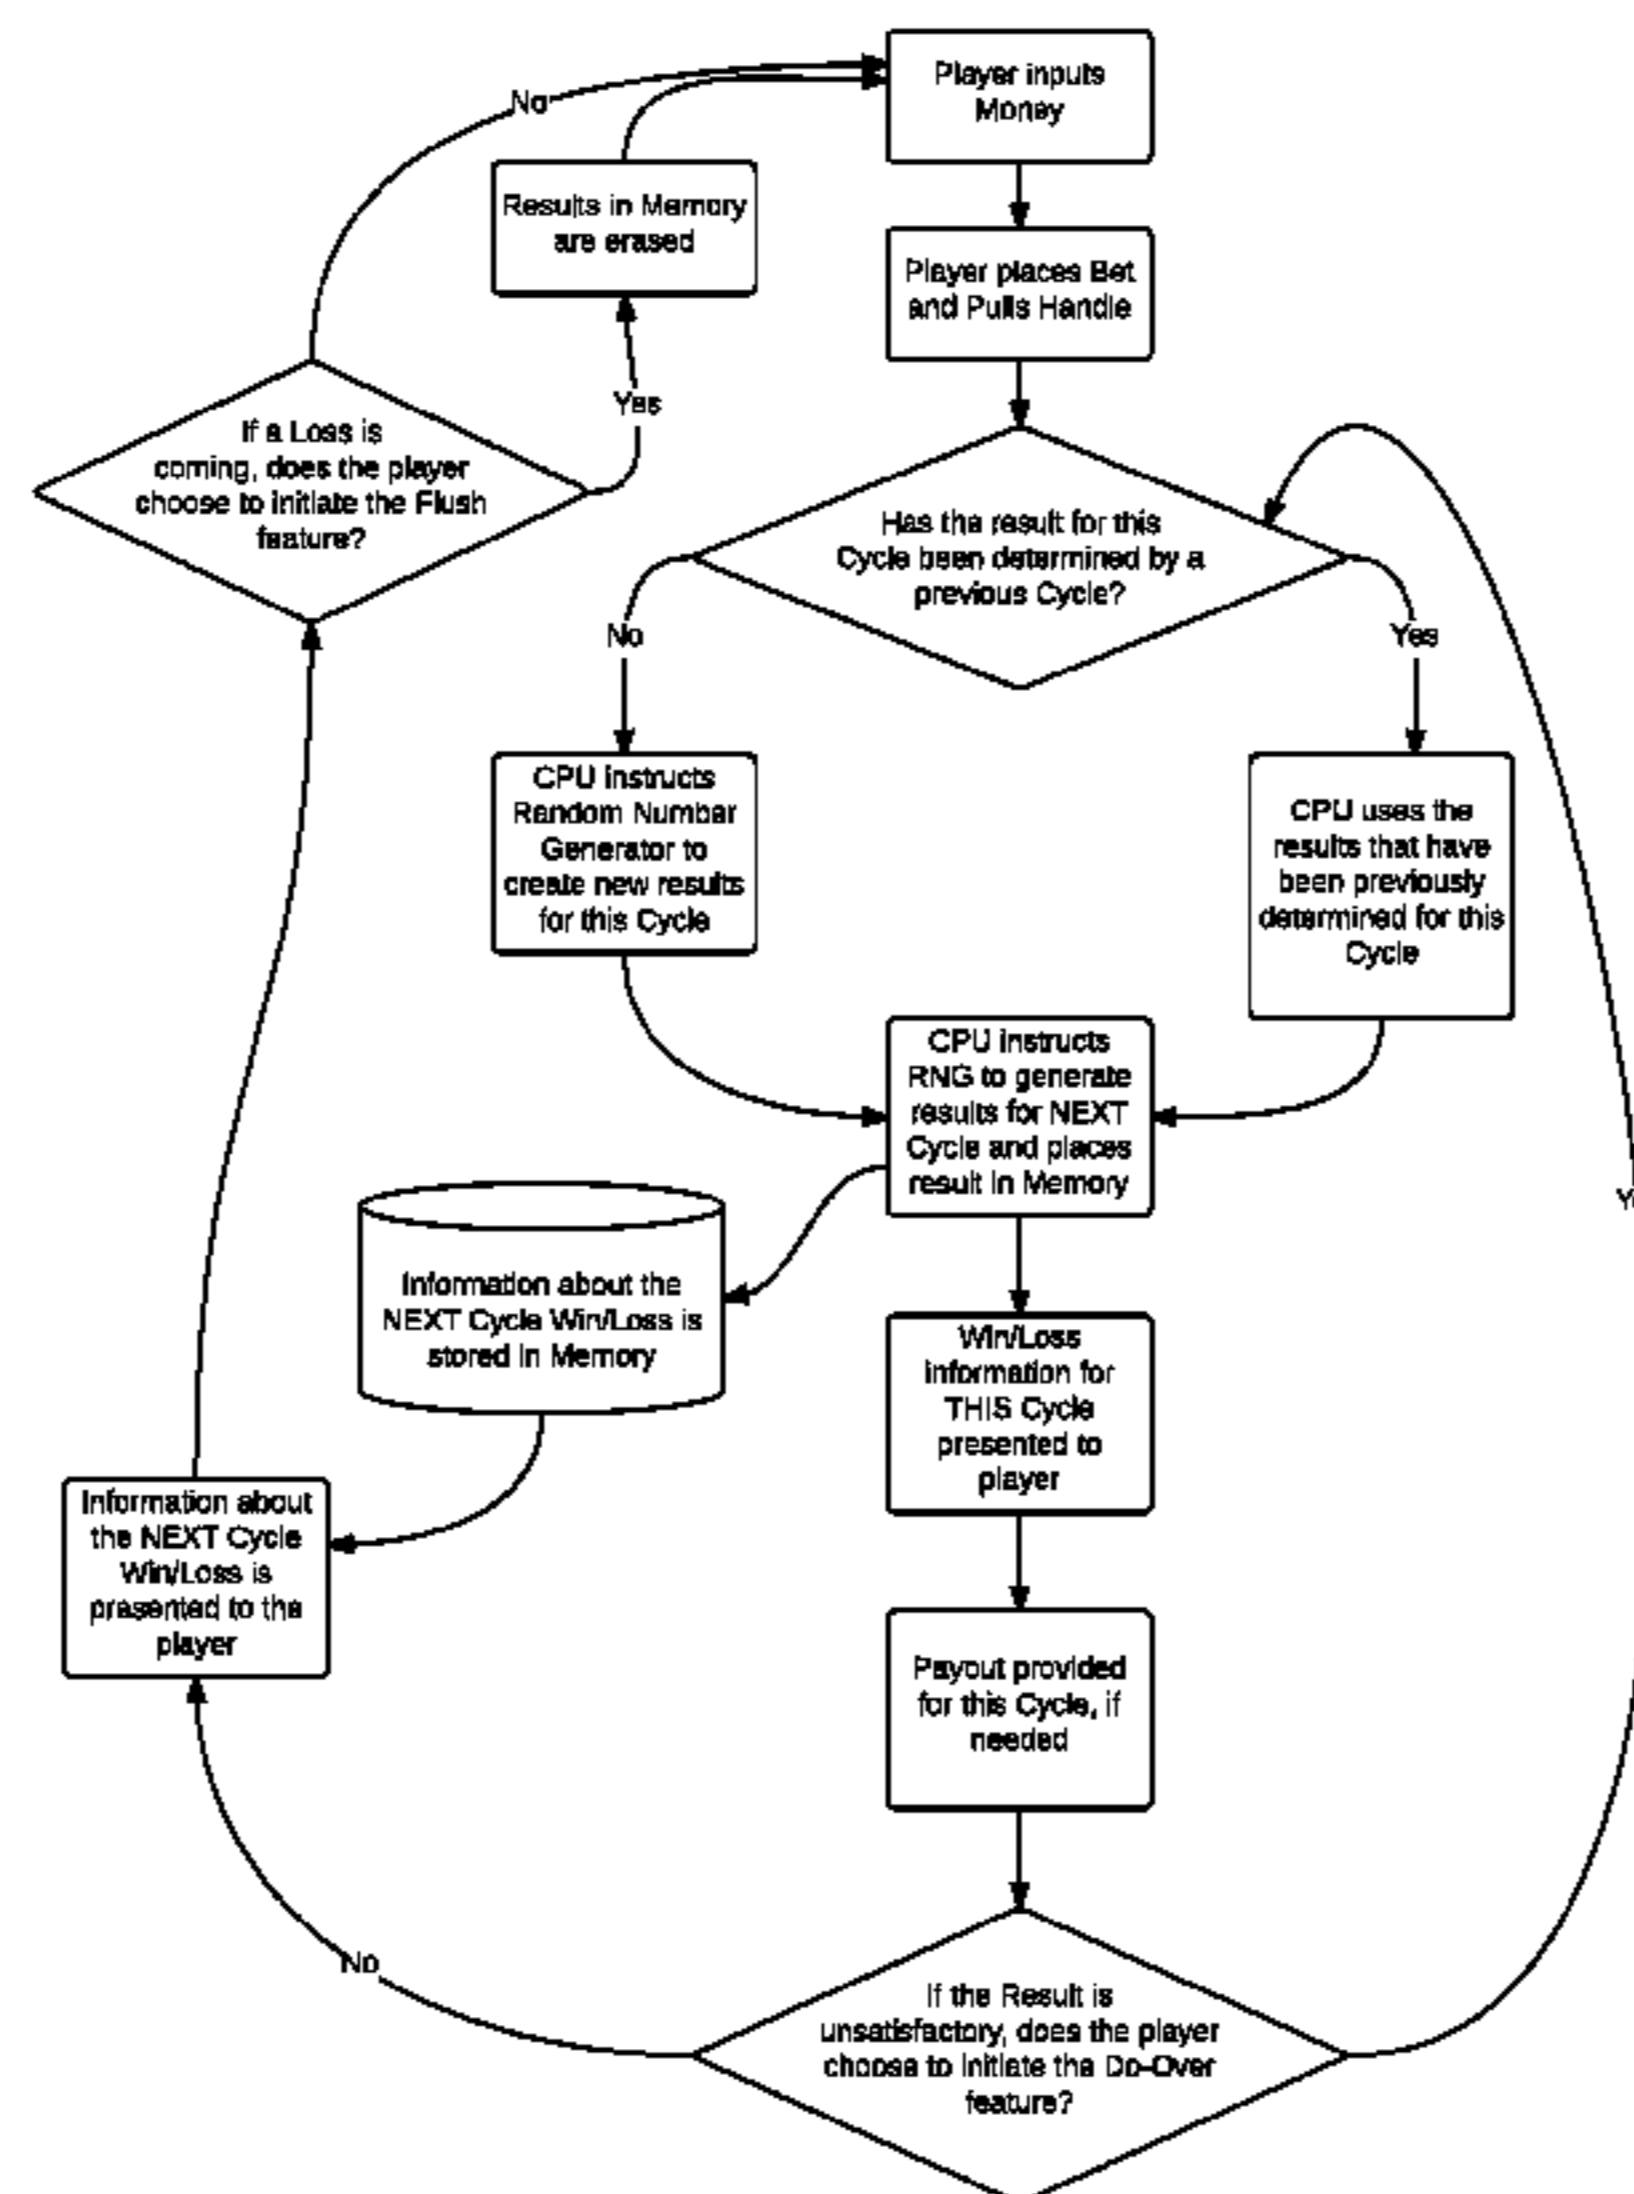 Player inputs
Money
No
Results in Memory
are erased
Player places Bet
and Pulls Handle
Yes
If a Loss is
coming, does the player
choose to initiate the Flush
feature?
Has the result for this
Cycle been determined by a
previous Cycle?
No
Yes
CPU instructs
Random Number
Generator to
create new results
for this Cycle
CPU uses the
results that have
been previously
determined for this
Cycle
CPU instructs
RNG to generate
results for NEXT
Cycle and places
result in Memory
Information about the
NEXT Cycle Win/Loss is
stored in Memory
Win/Loss
information for
THIS Cycle
presented to
player
Information about
the NEXT Cycle
Win/Loss is
presented to the
player
Payout provided
for this Cycle, if
needed
No
If the Result is
unsatisfactory, does the player
choose to initiate the Do-Over
feature?